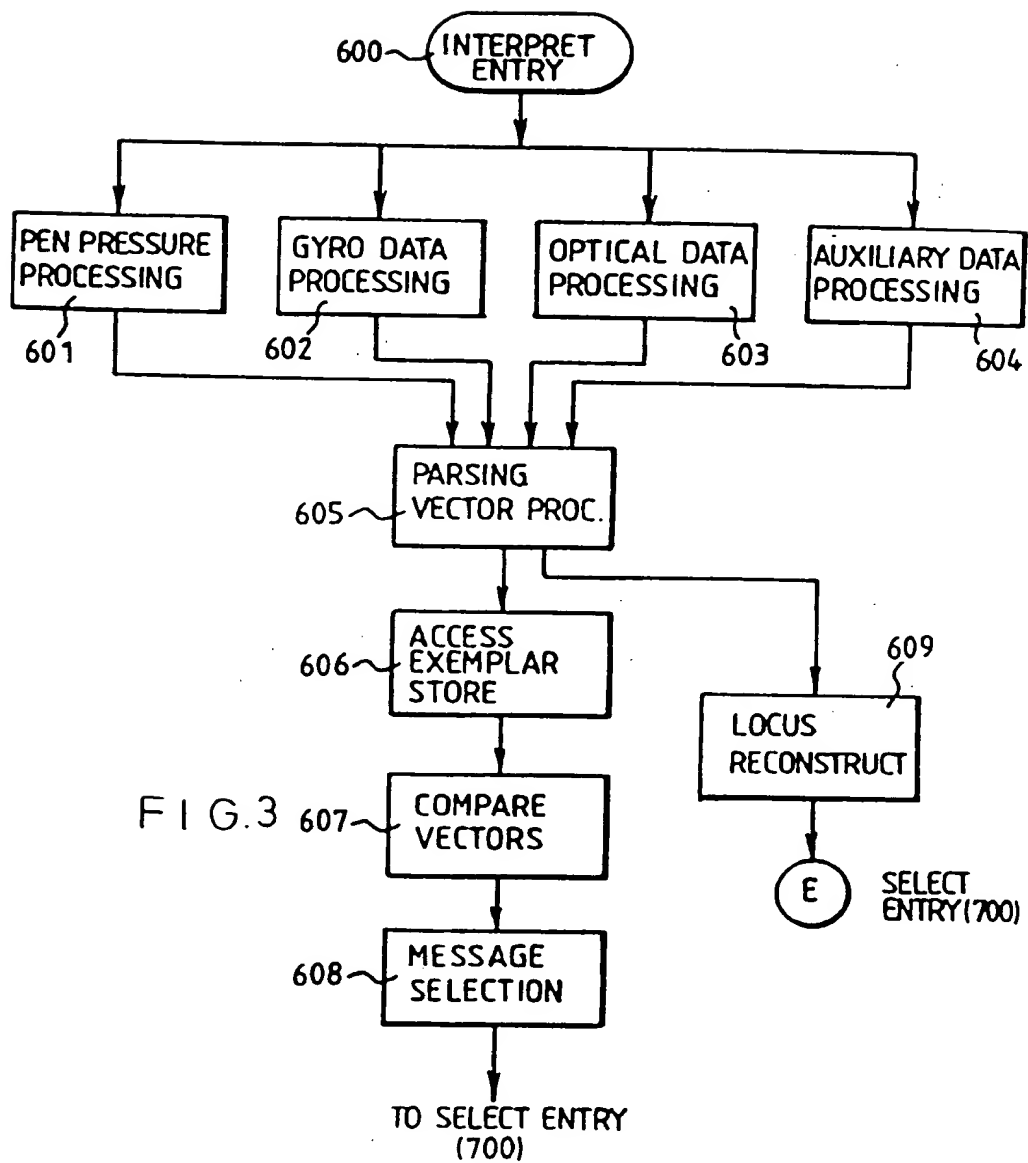 600
INTERPRET
ENTRY
PEN PRESSURE
PROCESSING
601
GYRO DATA
PROCESSING
602
OPTICAL DATA
PROCESSING
603
AUXILIARY DATA
PROCESSING
604
605
PARSING
VECTOR PROC.
606
ACCESS
EXEMPLAR
STORE
609
LOCUS
RECONSTRUCT
FIG.3
607
COMPARE
VECTORS
E
SELECT
ENTRY(700)
608
MESSAGE
SELECTION
TO SELECT ENTRY
(700)